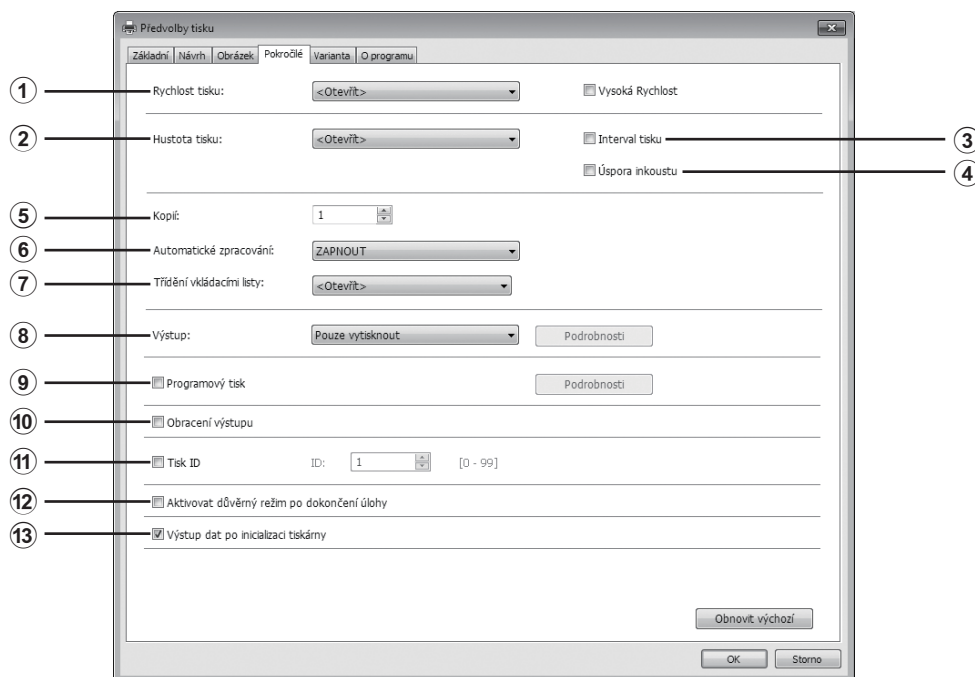 Předvolby tisku
Základní Návrh Obrázek Pokročilé Varianta O programu
1 Rychlost tisku: <Otevřít> Vysoká Rychlost
2 Hustota tisku: <Otevřít> Interval tisku 3
Úspora inkoustu 4
5 Kopií: 1
6 Automatické zpracování: ZAPNOUT
7 Třídění vkládacími listy: <Otevřít>
8 Výstup: Pouze vytisknout Podrobnosti
9 Programový tisk Podrobnosti
10 Obracení výstupu
11 Tisk ID ID: 1 [0 - 99]
12 Aktivovat důvěrný režim po dokončení úlohy
13 Výstup dat po inicializaci tiskárny
Obnovit výchozí
OK Storno